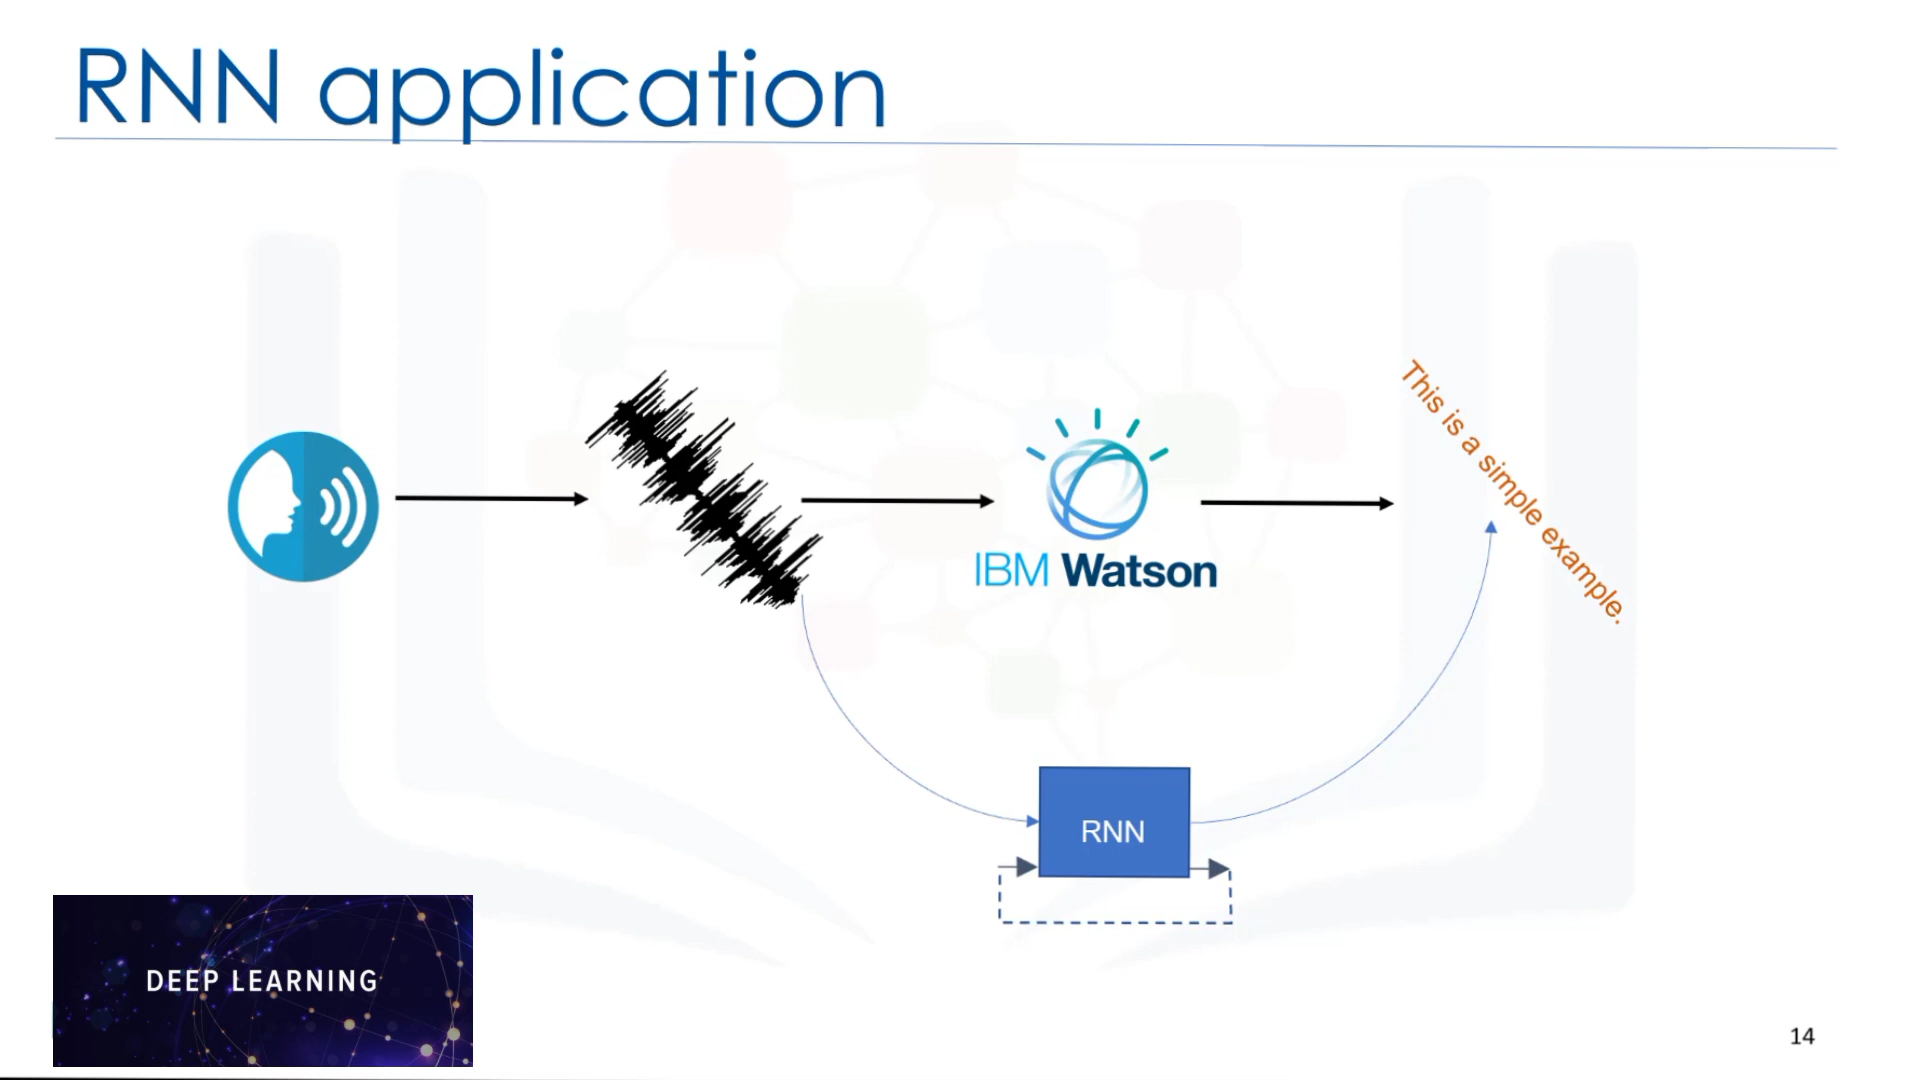 RNN application
This is a simple example.
IBM Watson
RNN
DEEP LEARNING
14